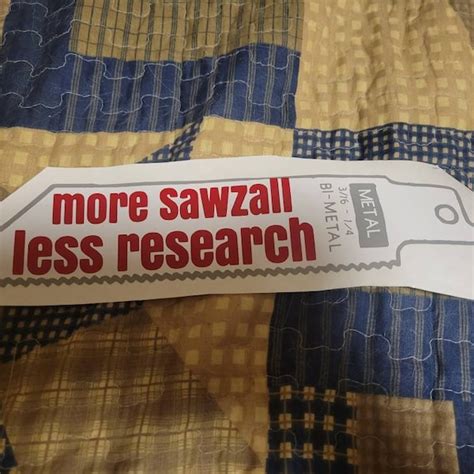 more sawzall
less research
METAL
3/16 - 1/4
BI-METAL